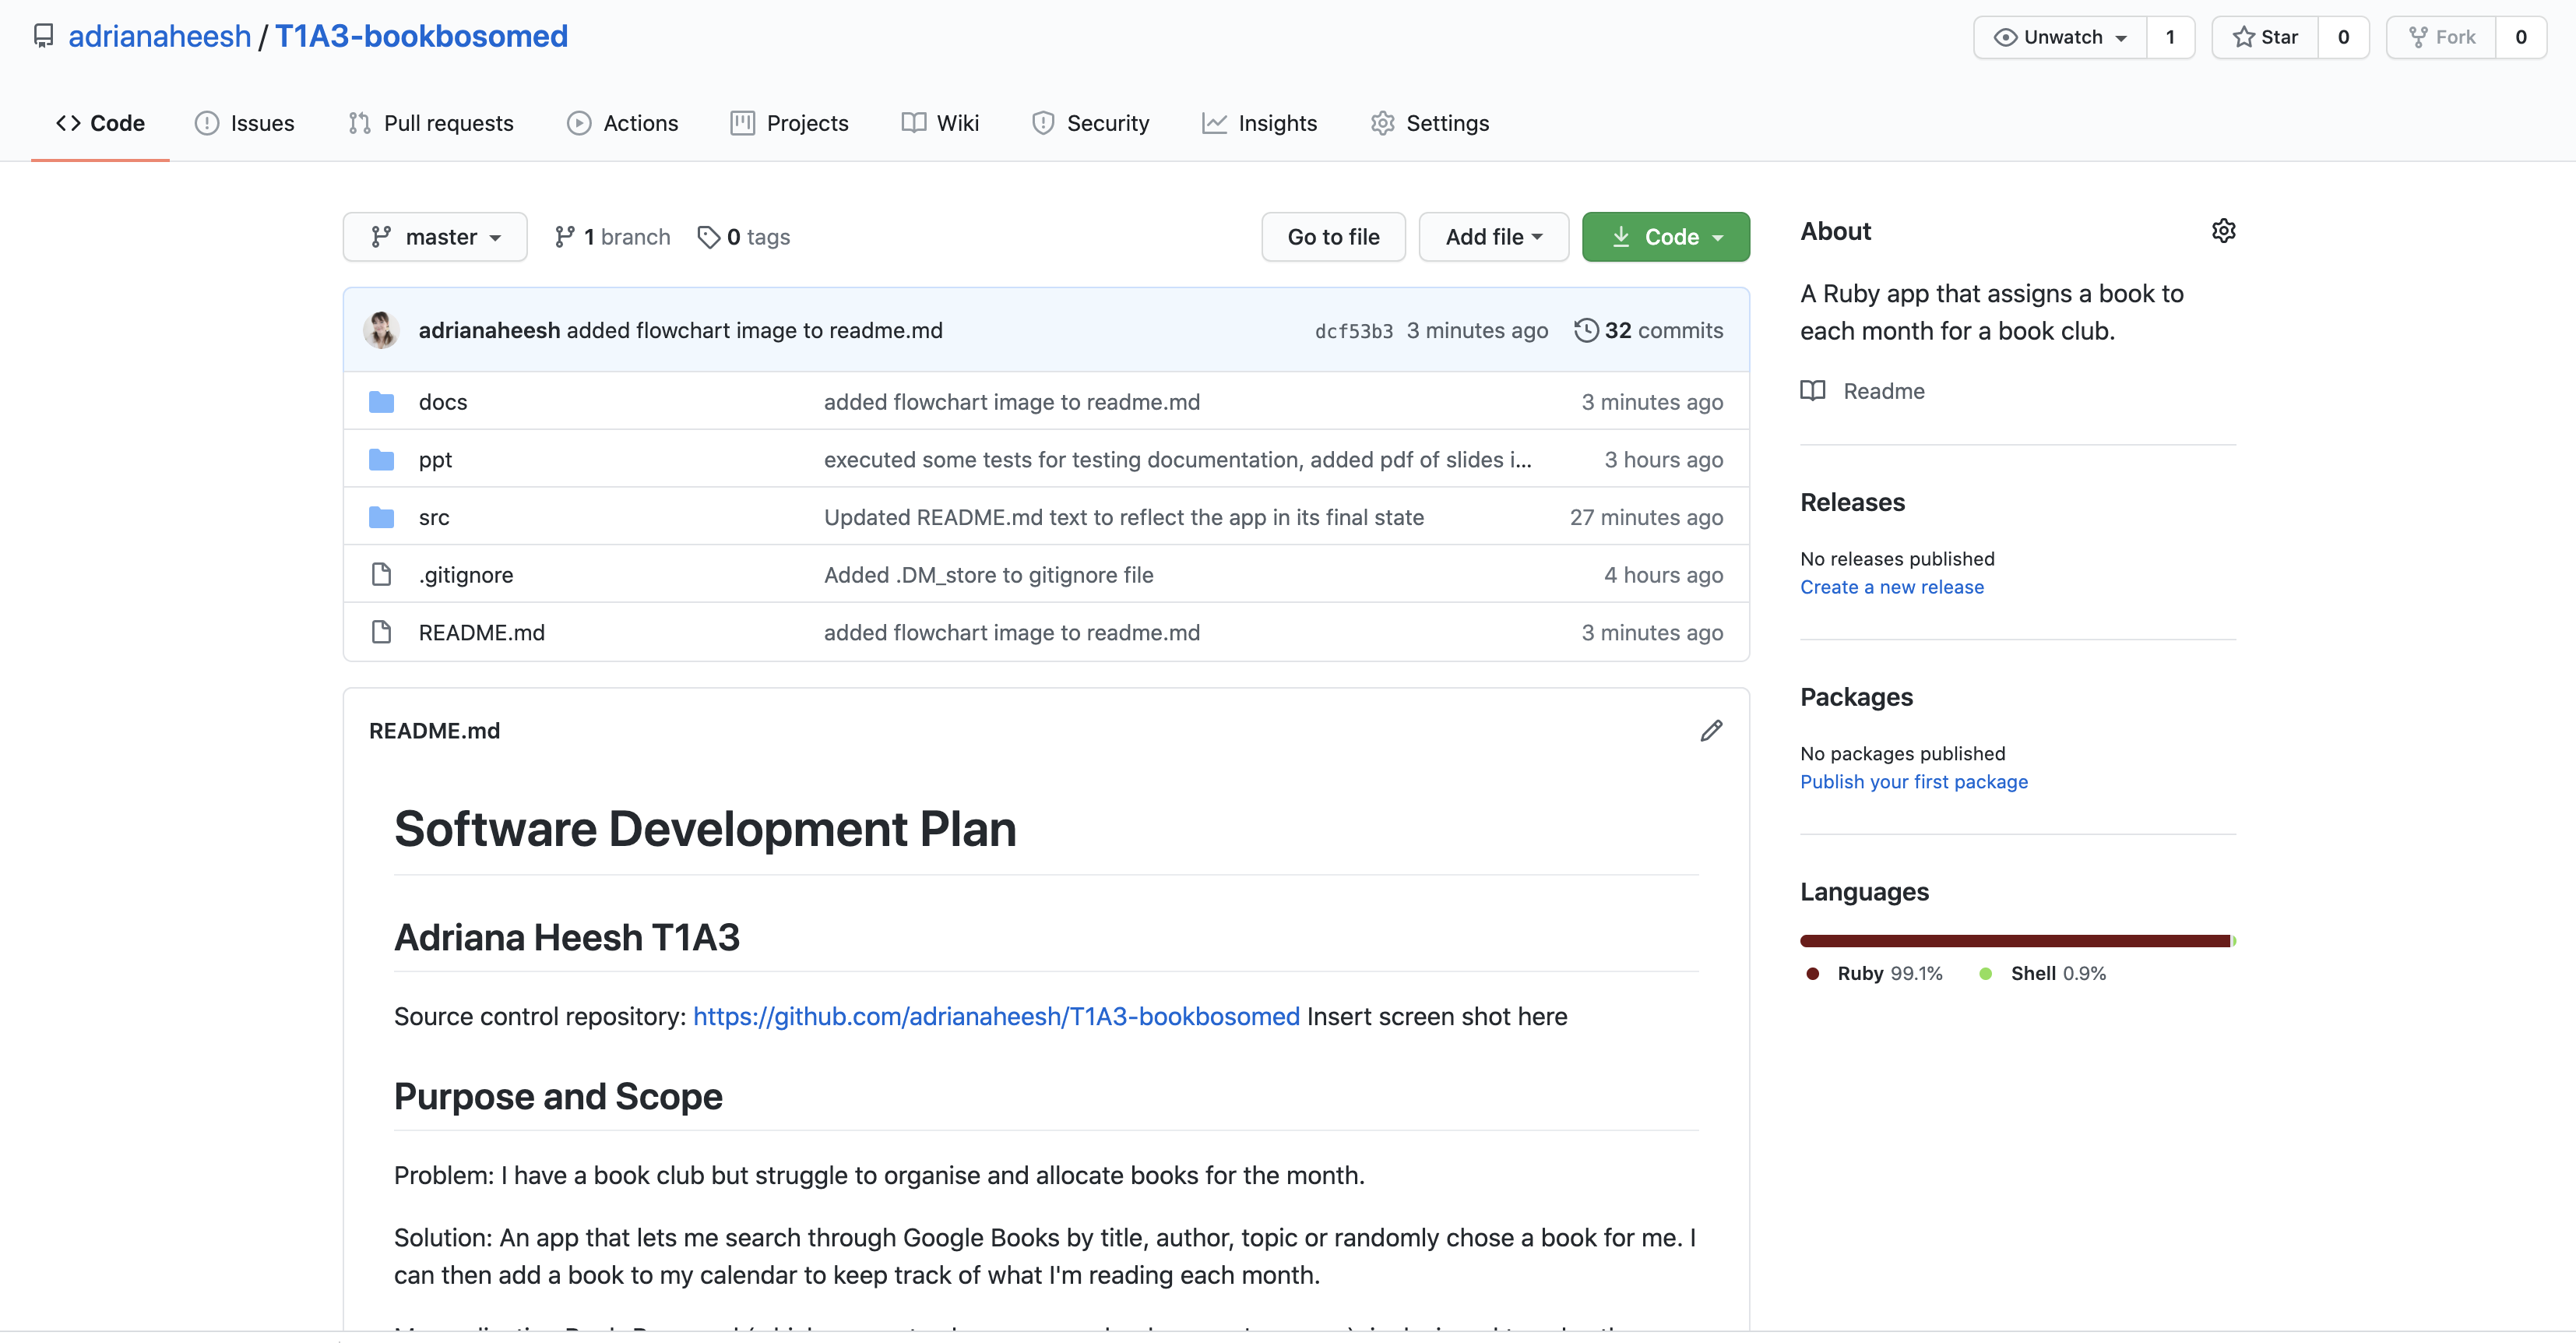 adrianaheesh / T1A3-bookbosomed
Unwatch 1 Star 0 Fork 0
Code Issues Pull requests Actions Projects Wiki Security Insights Settings
master 1 branch 0 tags Go to file Add file Code
adrianaheesh added flowchart image to readme.md dcf53b3 3 minutes ago 32 commits
docs added flowchart image to readme.md 3 minutes ago
ppt executed some tests for testing documentation, added pdf of slides i... 3 hours ago
src Updated README.md text to reflect the app in its final state 27 minutes ago
.gitignore Added .DM_store to gitignore file 4 hours ago
README.md added flowchart image to readme.md 3 minutes ago
README.md
Software Development Plan
Adriana Heesh T1A3
Source control repository: https://github.com/adrianaheesh/T1A3-bookbosomed Insert screen shot here
Purpose and Scope
Problem: I have a book club but struggle to organise and allocate books for the month.
Solution: An app that lets me search through Google Books by title, author, topic or randomly chose a book for me. I
can then add a book to my calendar to keep track of what I'm reading each month.
About
A Ruby app that assigns a book to
each month for a book club.
Readme
Releases
No releases published
Create a new release
Packages
No packages published
Publish your first package
Languages
Ruby 99.1% Shell 0.9%